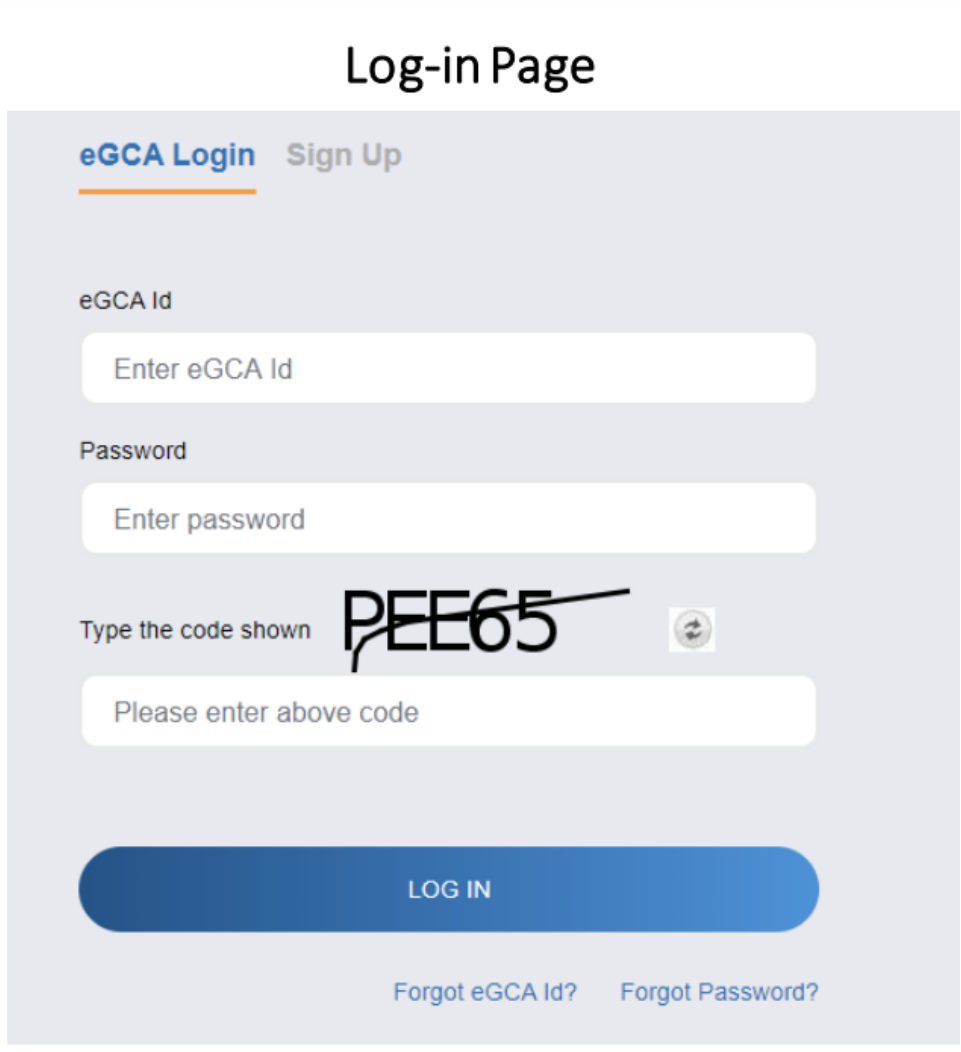 Log-in Page
eGCA Login Sign Up
eGCA Id
Enter eGCA Id
Password
Enter password
Type the code shown PEE65
Please enter above code
LOG IN
Forgot eGCA Id? Forgot Password?